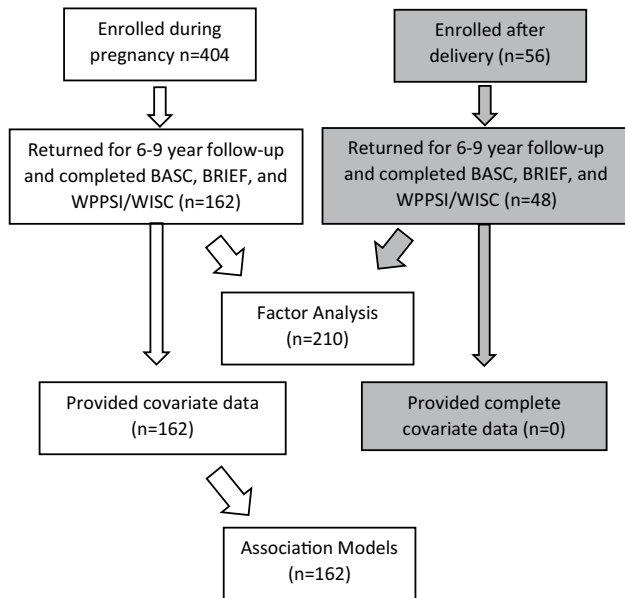 Enrolled during
pregnancy n=404
Enrolled after
delivery (n=56)
Returned for 6-9 year follow-up
and completed BASC, BRIEF, and
WPPSI/WISC (n=162)
Returned for 6-9 year follow-up
and completed BASC, BRIEF, and
WPPSI/WISC (n=48)
Factor Analysis
(n=210)
Provided covariate data
(n=162)
Provided complete
covariate data (n=0)
Association Models
(n=162)